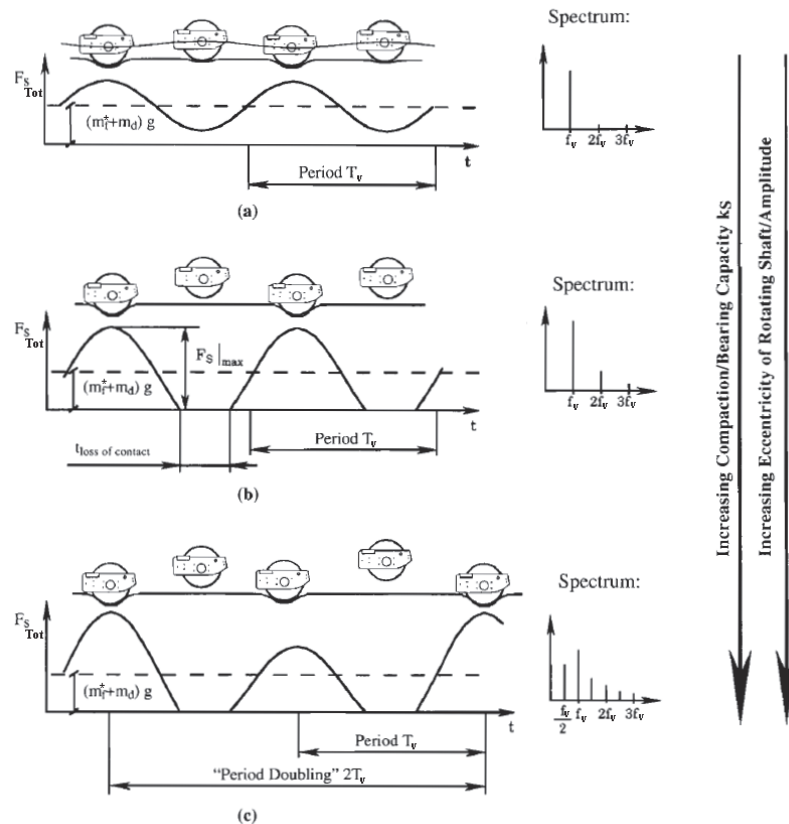 Spectrum:
F_S Tot
(m_f^*+m_d) g
t
f_v 2f_v 3f_v
Period T_v
(a)
Spectrum:
F_S Tot
F_S|max
(m_f^*+m_d) g
t
f_v 2f_v 3f_v
Period T_v
t_loss of contact
(b)
Spectrum:
F_S Tot
(m_f^*+m_d) g
t
f_v/2 f_v 2f_v 3f_v
Period T_v
“Period Doubling” 2T_v
(c)
Increasing Compaction/Bearing Capacity k_S
Increasing Eccentricity of Rotating Shaft/Amplitude